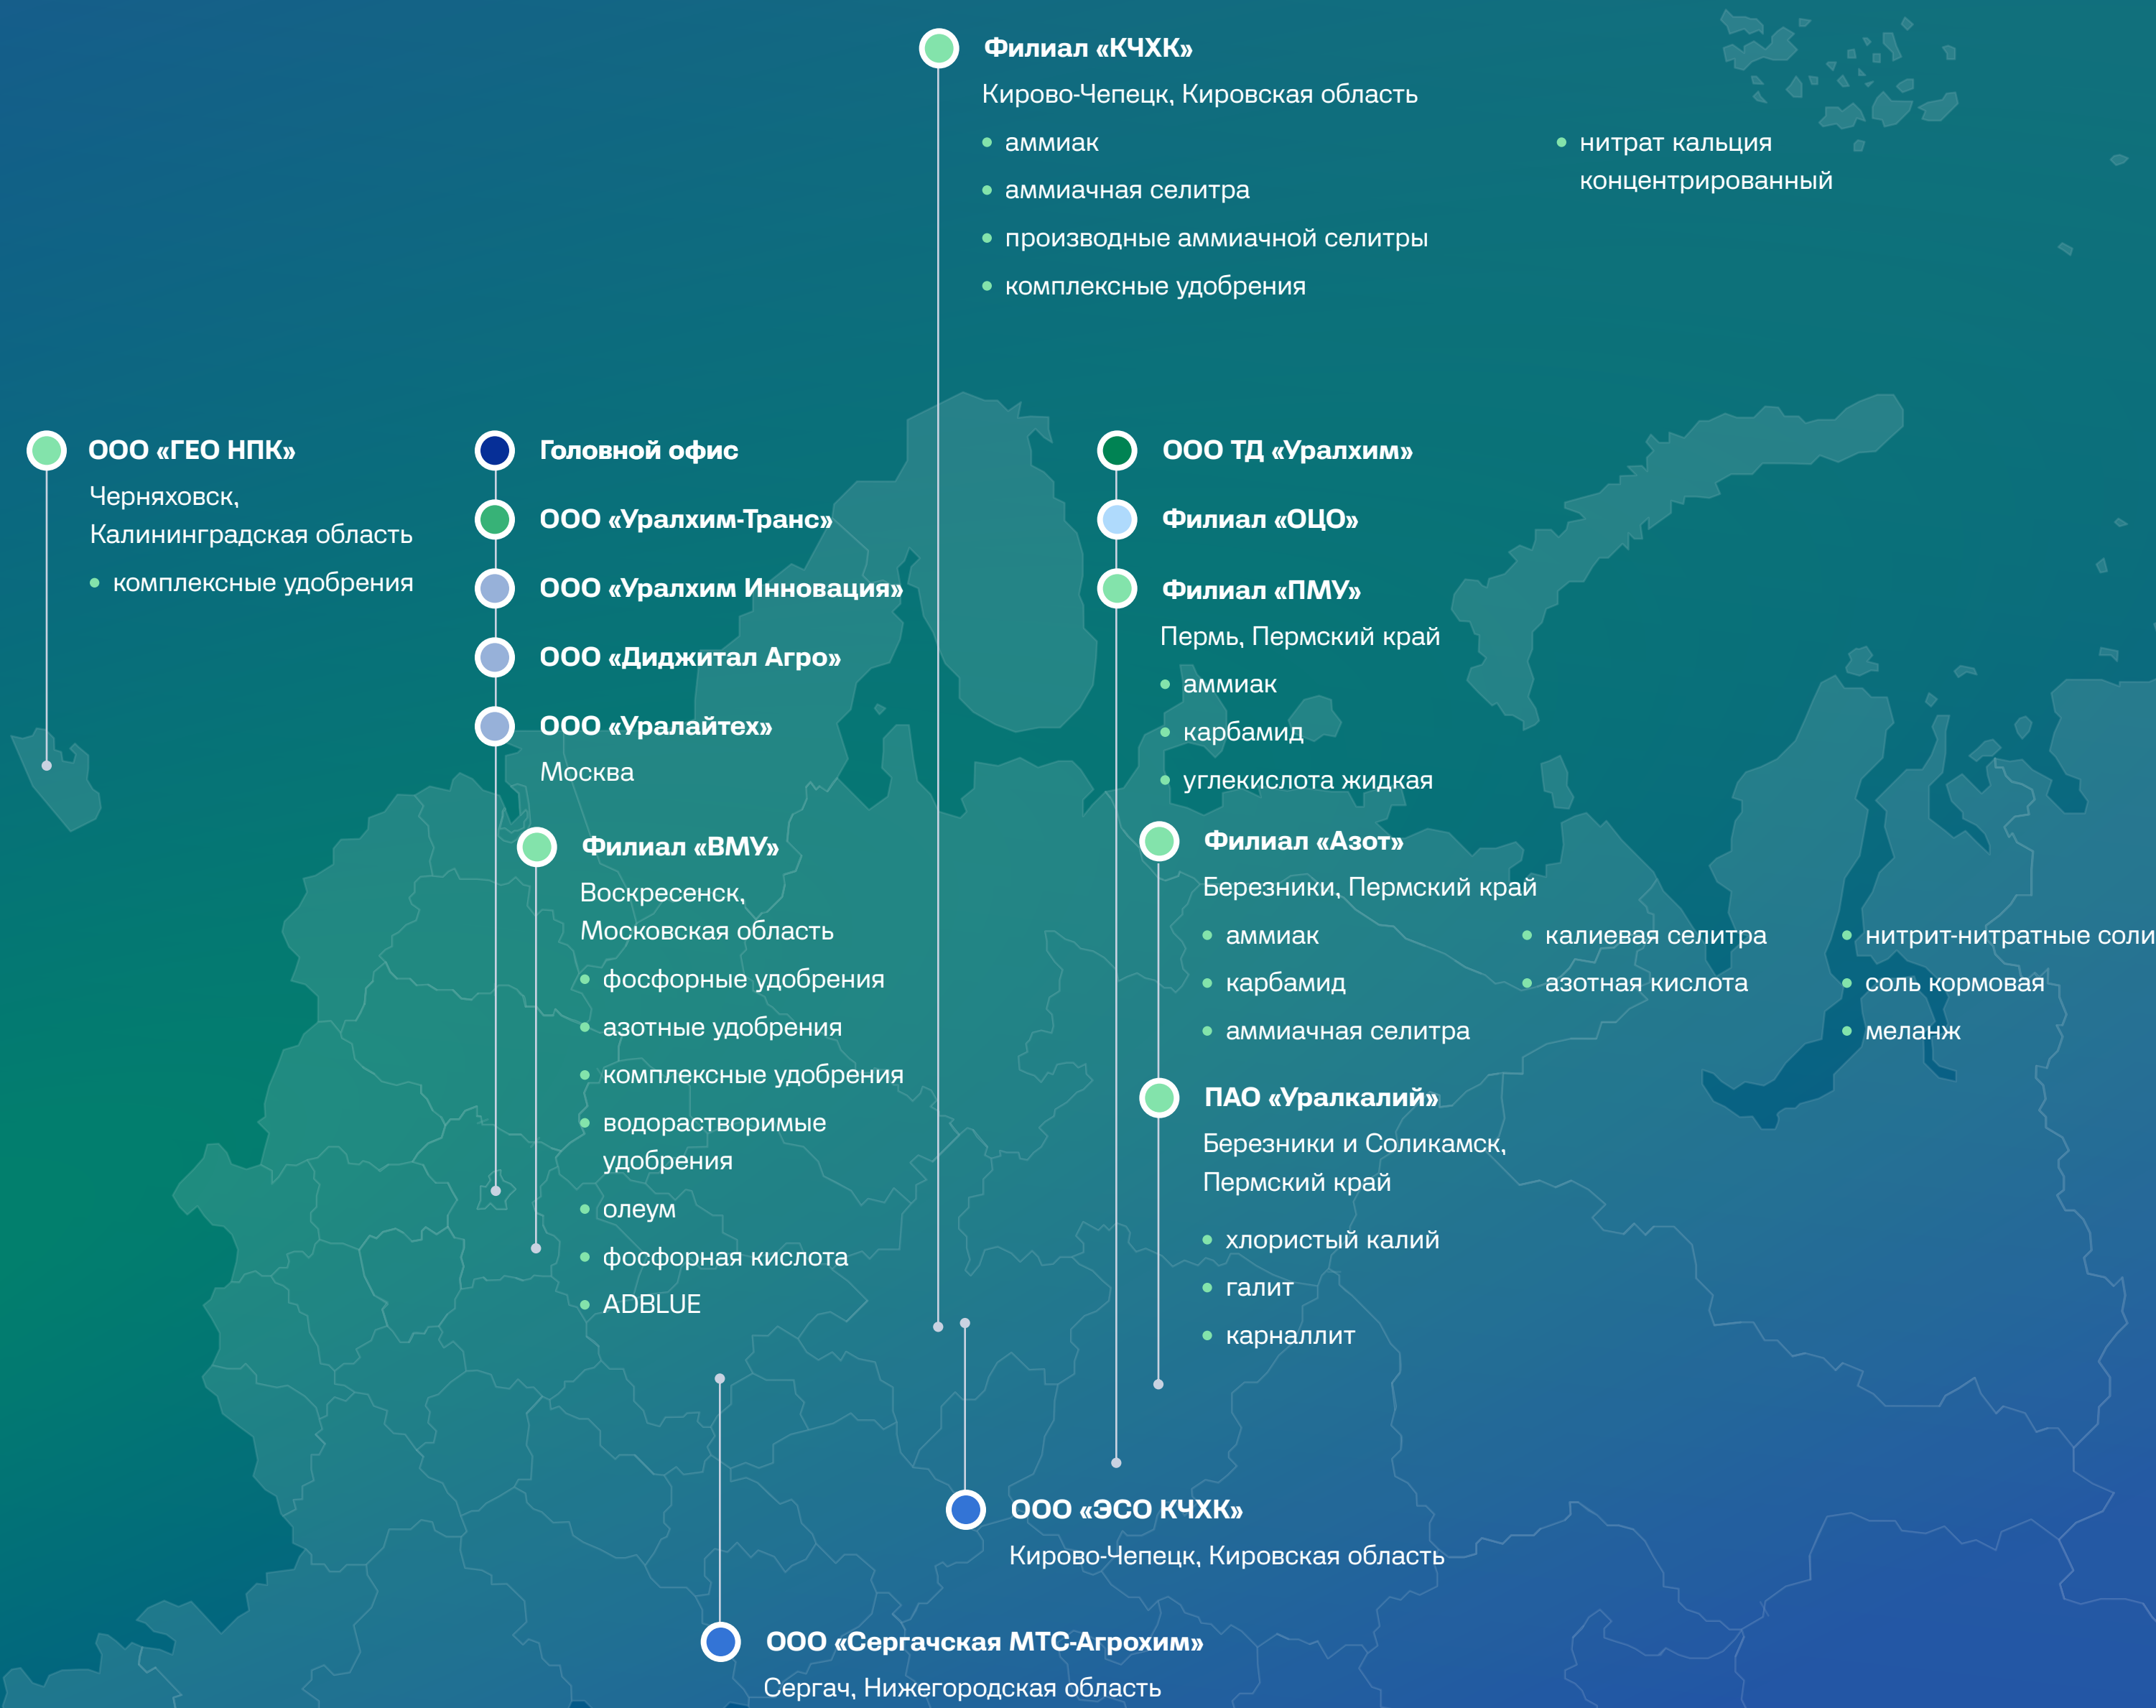 Филиал «КЧХК»
Кирово-Чепецк, Кировская область
аммиак
аммиачная селитра
производные аммиачной селитры
комплексные удобрения
нитрат кальция
концентрированный
ООО «ГЕО НПК»
Черняховск,
Калининградская область
комплексные удобрения
Головной офис
ООО «Уралхим-Транс»
ООО «Уралхим Инновация»
ООО «Диджитал Агро»
ООО «Уралайтех»
Москва
Филиал «ВМУ»
Воскресенск,
Московская область
фосфорные удобрения
азотные удобрения
комплексные удобрения
водорастворимые
удобрения
олеум
фосфорная кислота
ADBLUE
ООО ТД «Уралхим»
Филиал «ОЦО»
Филиал «ПМУ»
Пермь, Пермский край
аммиак
карбамид
углекислота жидкая
Филиал «Азот»
Березники, Пермский край
аммиак
карбамид
аммиачная селитра
калиевая селитра
азотная кислота
нитрит-нитратные соли
соль кормовая
меланж
ПАО «Уралкалий»
Березники и Соликамск,
Пермский край
хлористый калий
галит
карналлит
ООО «ЭСО КЧХК»
Кирово-Чепецк, Кировская область
ООО «Сергачская МТС-Агрохим»
Сергач, Нижегородская область